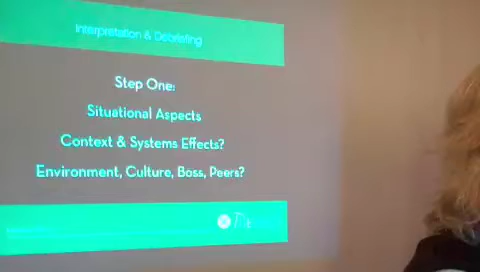 Interpretation & Debriefing
Step One:
Situational Aspects
Context & Systems Effects?
Environment, Culture, Boss, Peers?